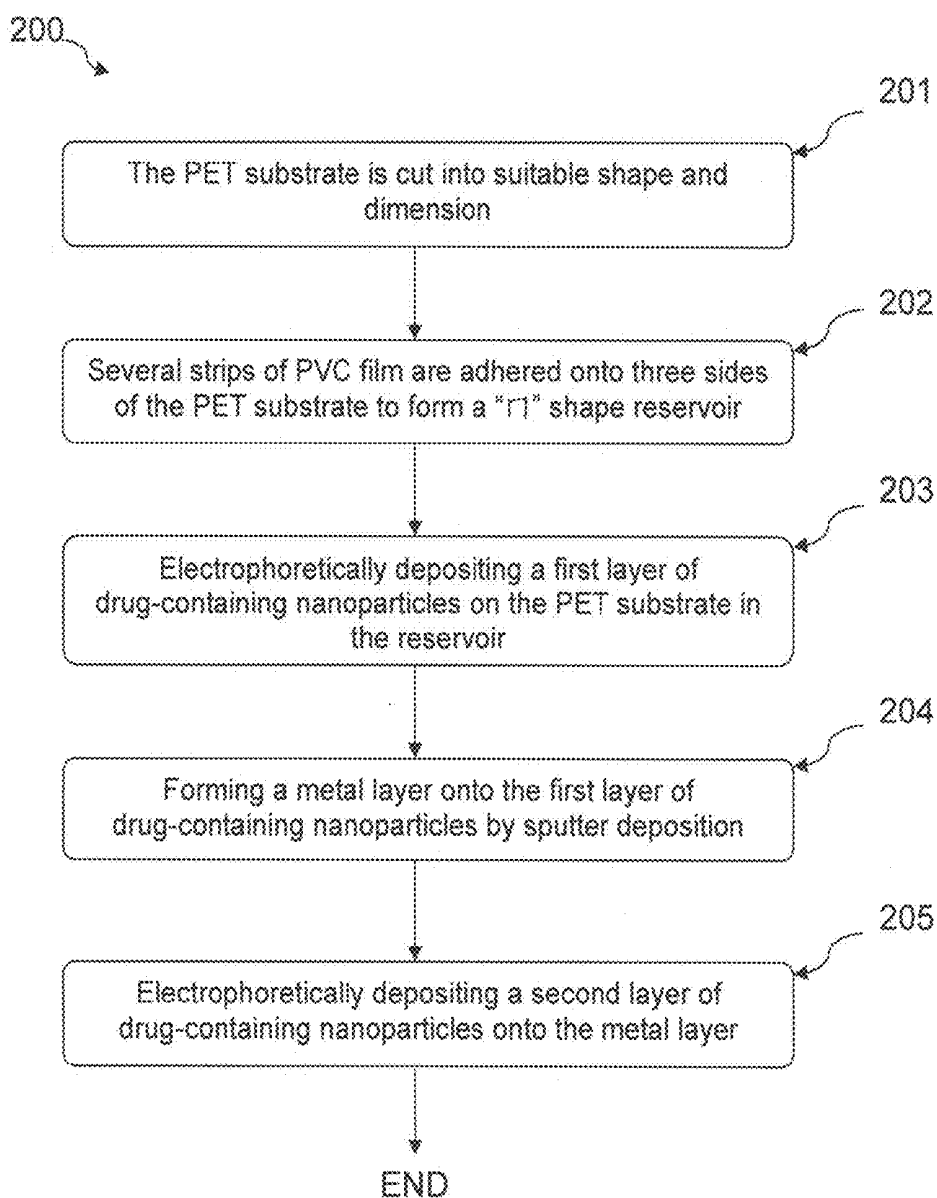 200
201
The PET substrate is cut into suitable shape and
dimension
202
Several strips of PVC film are adhered onto three sides
of the PET substrate to form a “冂” shape reservoir
203
Electrophoretically depositing a first layer of
drug-containing nanoparticles on the PET substrate in
the reservoir
204
Forming a metal layer onto the first layer of
drug-containing nanoparticles by sputter deposition
205
Electrophoretically depositing a second layer of
drug-containing nanoparticles onto the metal layer
END